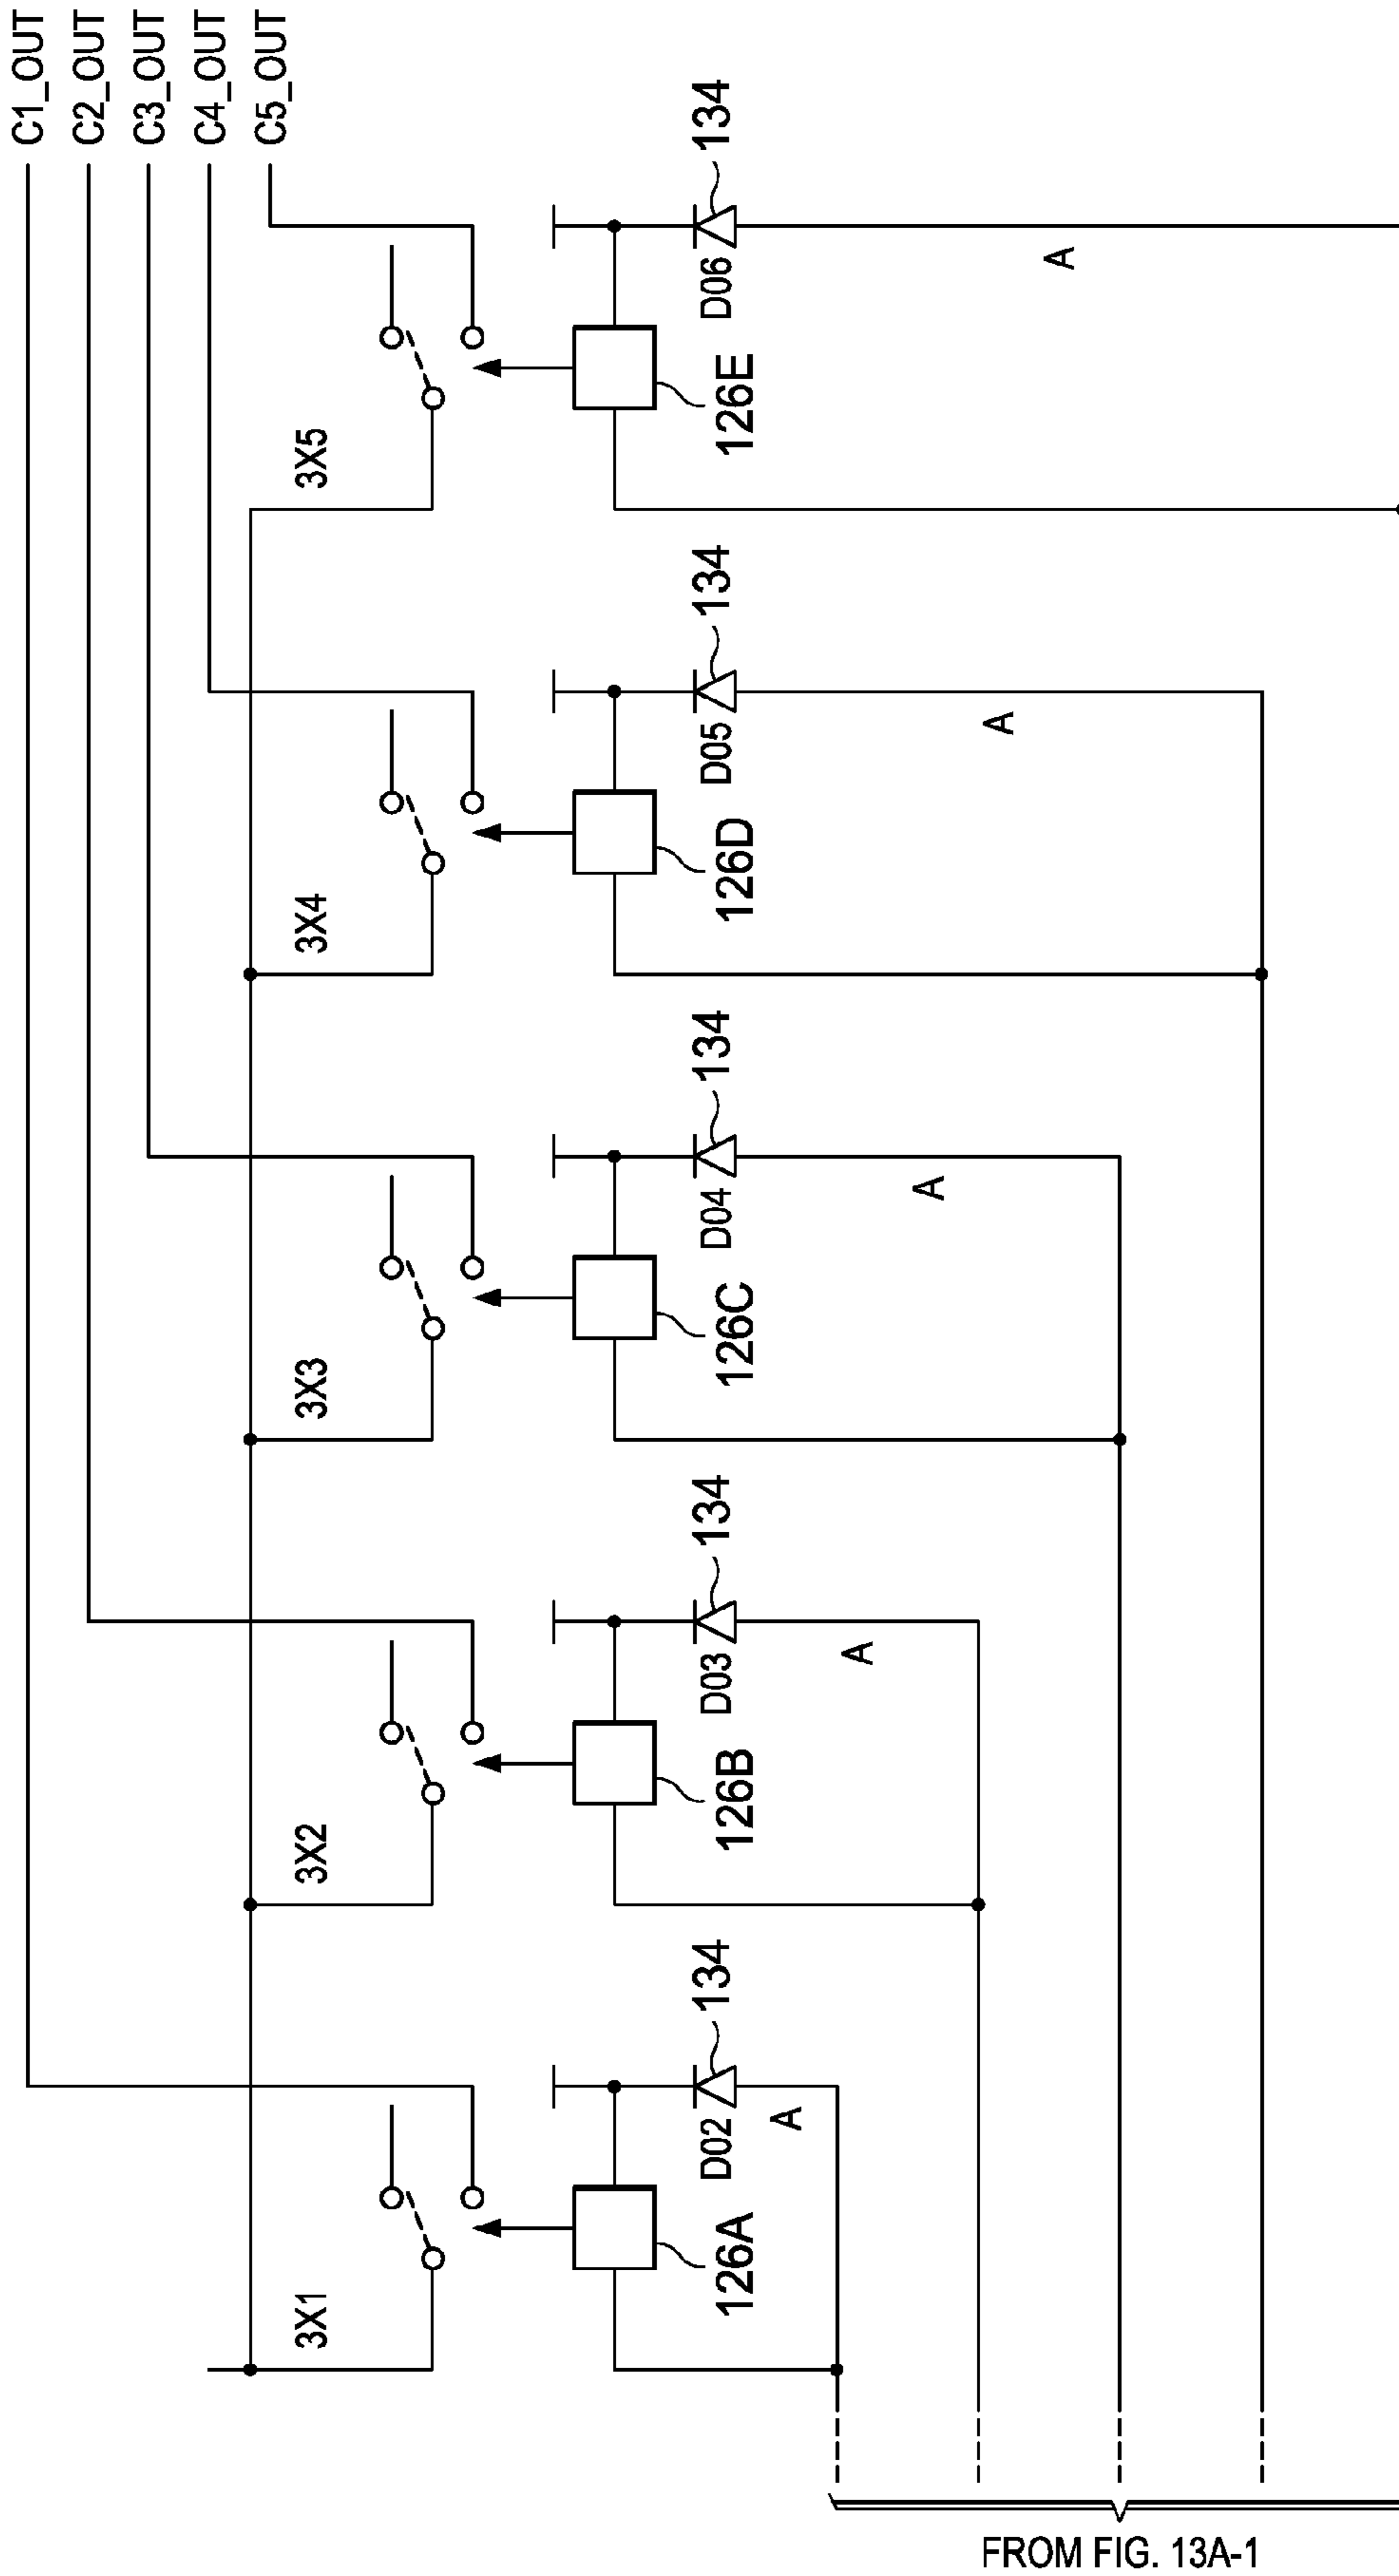 C1_OUT
C2_OUT
C3_OUT
C4_OUT
C5_OUT
3X1
3X2
3X3
3X4
3X5
126A
D02
134
126B
D03
134
126C
D04
134
126D
D05
134
126E
D06
134
A
A
A
A
A
FROM FIG. 13A-1